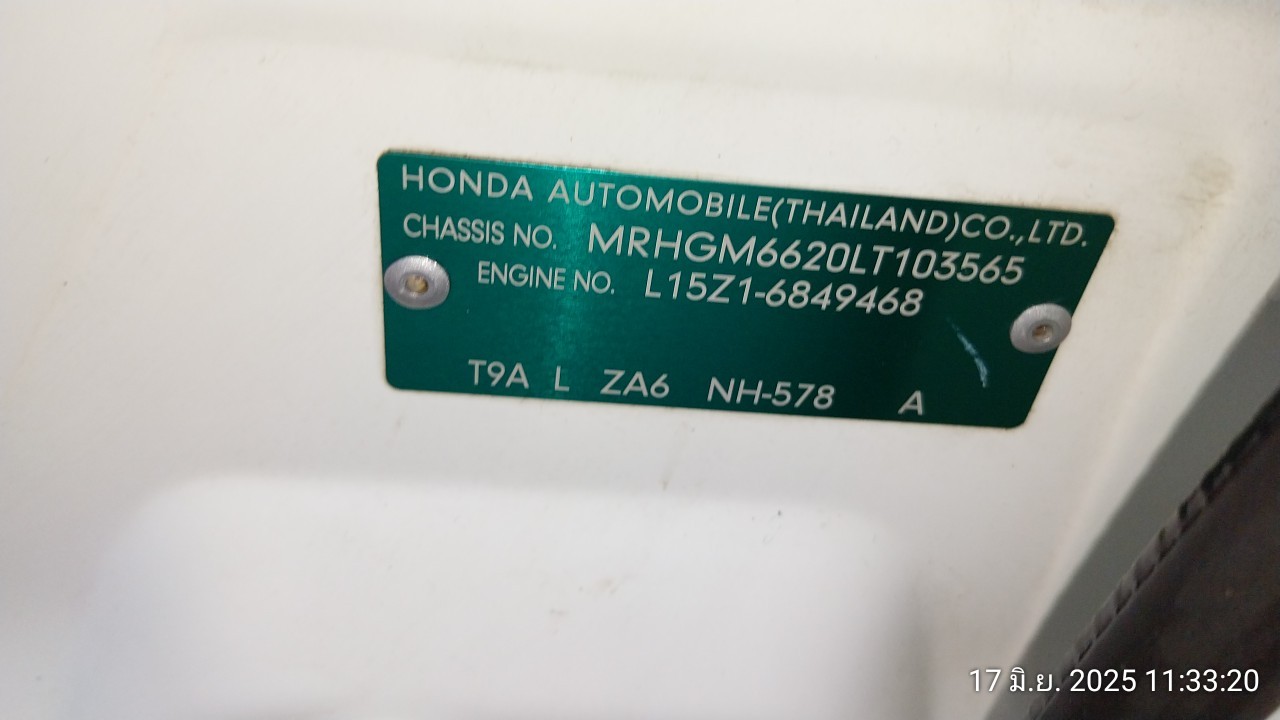 HONDA AUTOMOBILE(THAILAND)CO.,LTD.
CHASSIS NO. MRHGM6620LT103565
ENGINE NO. L15Z1-6849468
T9A L ZA6 NH-578 A
17 มิ.ย. 2025 11:33:20